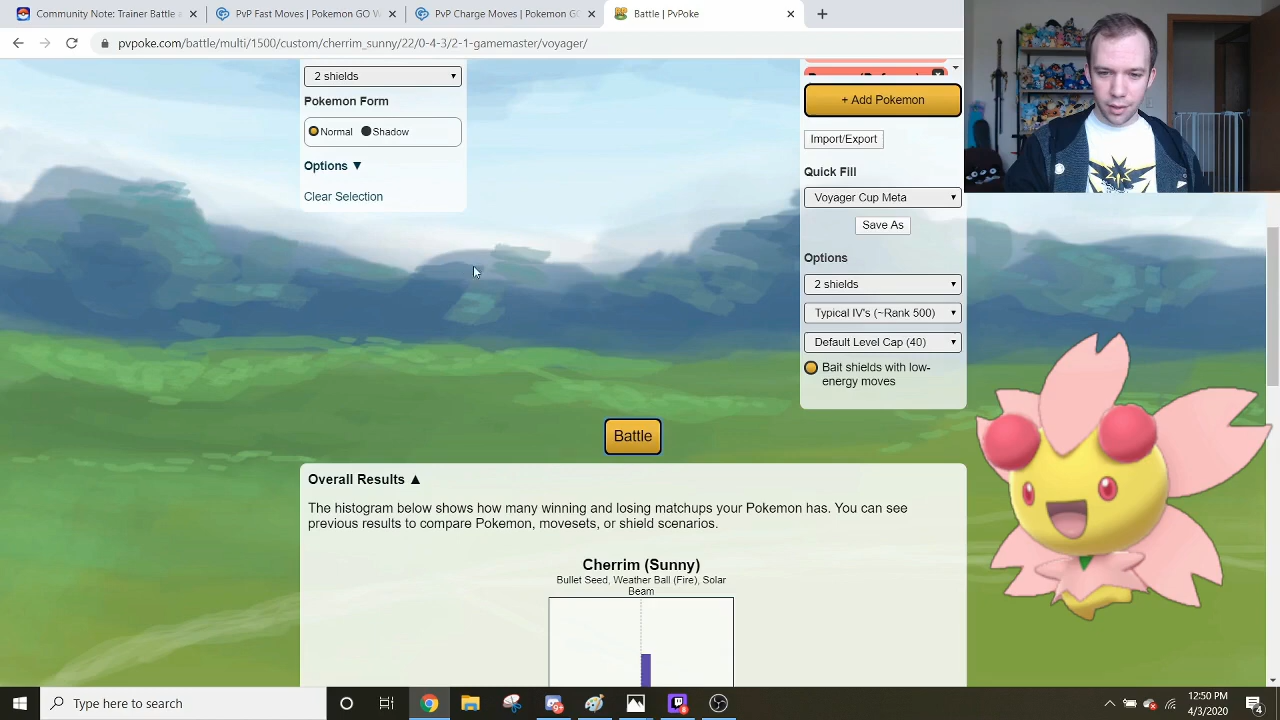 Community Note: Trainer Battle s
PvP Fast Moves | Pokemon GO W
PvP Charge Moves | Pokemon GO
Battle | PvPoke
pvpoke.com/battle/multi/1500/custom/cherrim_sunny/22/0-4-3/2-1-gamemaster/voyager/
2 shields
Pokemon Form
Normal Shadow
Options ▼
Clear Selection
+ Add Pokemon
Import/Export
Quick Fill
Voyager Cup Meta
Save As
Options
2 shields
Typical IV's (~Rank 500)
Default Level Cap (40)
Bait shields with low-
energy moves
Battle
Overall Results ▲
The histogram below shows how many winning and losing matchups your Pokemon has. You can see
previous results to compare Pokemon, movesets, or shield scenarios.
Cherrim (Sunny)
Bullet Seed, Weather Ball (Fire), Solar
Beam
Type here to search
12:50 PM
4/3/2020
4